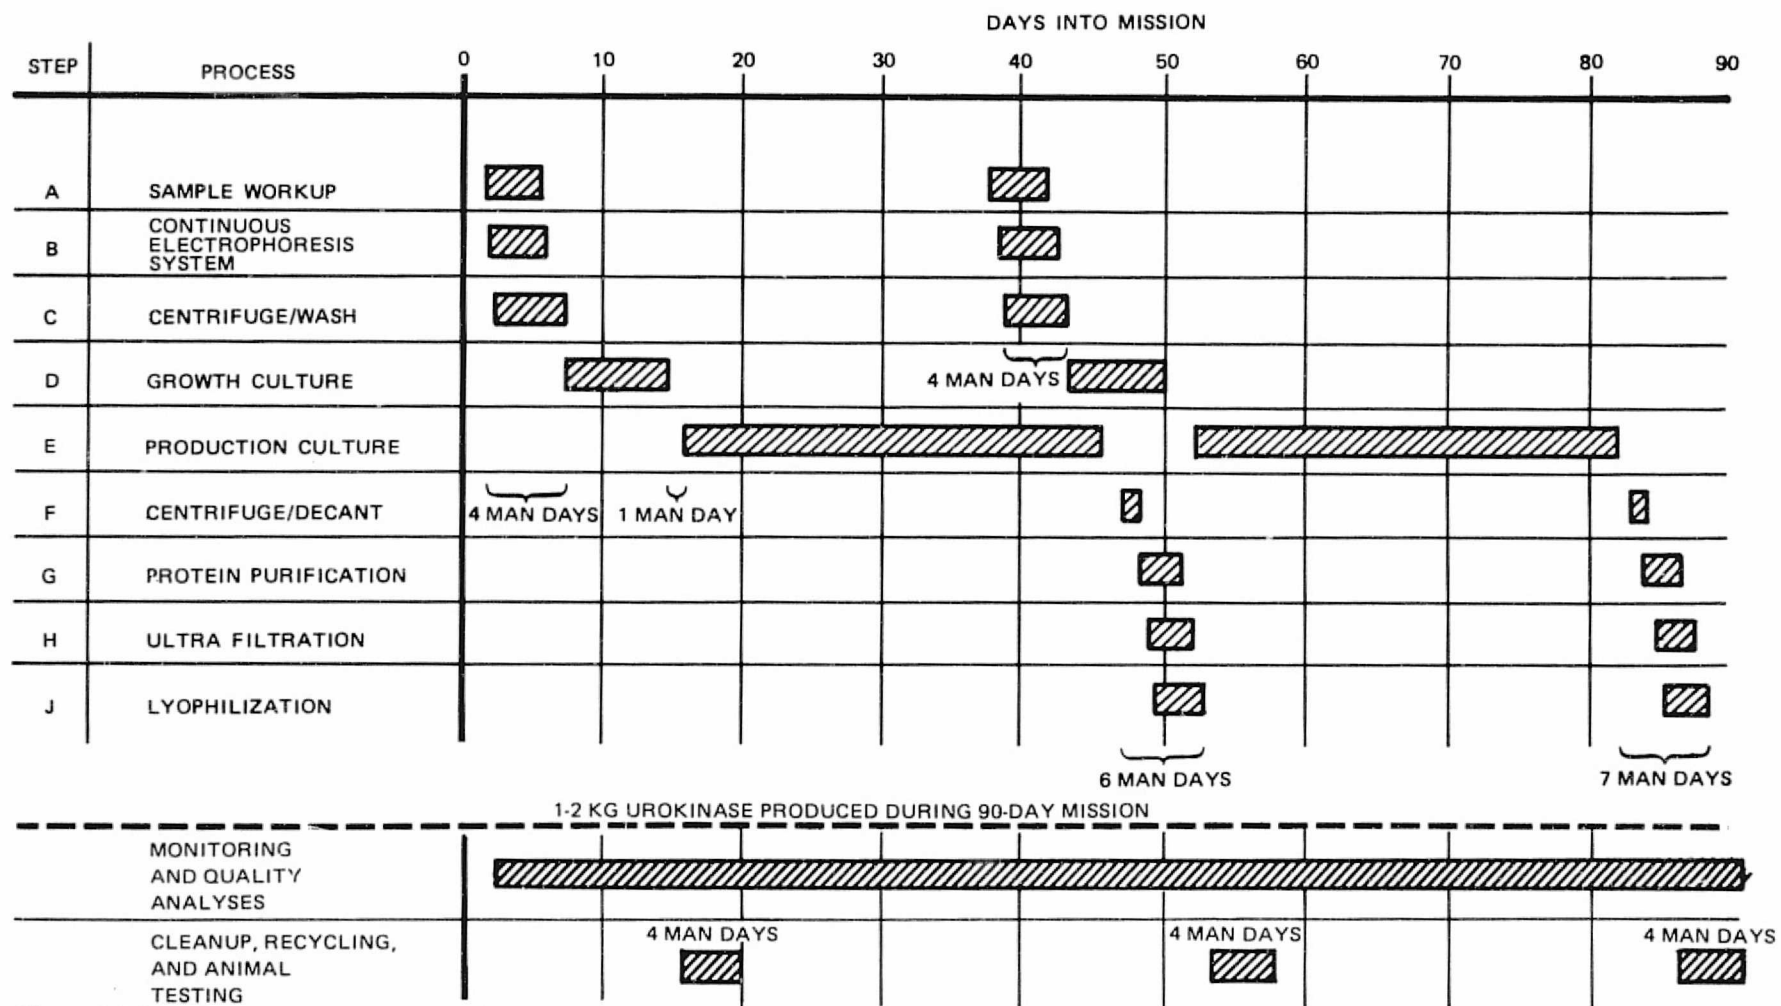 DAYS INTO MISSION
STEP PROCESS 0 10 20 30 40 50 60 70 80 90
A SAMPLE WORKUP
B CONTINUOUS
ELECTROPHORESIS
SYSTEM
C CENTRIFUGE/WASH
D GROWTH CULTURE 4 MAN DAYS
E PRODUCTION CULTURE
F CENTRIFUGE/DECANT 4 MAN DAYS 1 MAN DAY
G PROTEIN PURIFICATION
H ULTRA FILTRATION
J LYOPHILIZATION
6 MAN DAYS 7 MAN DAYS
1-2 KG UROKINASE PRODUCED DURING 90-DAY MISSION
MONITORING
AND QUALITY
ANALYSES
CLEANUP, RECYCLING, 4 MAN DAYS 4 MAN DAYS 4 MAN DAYS
AND ANIMAL
TESTING